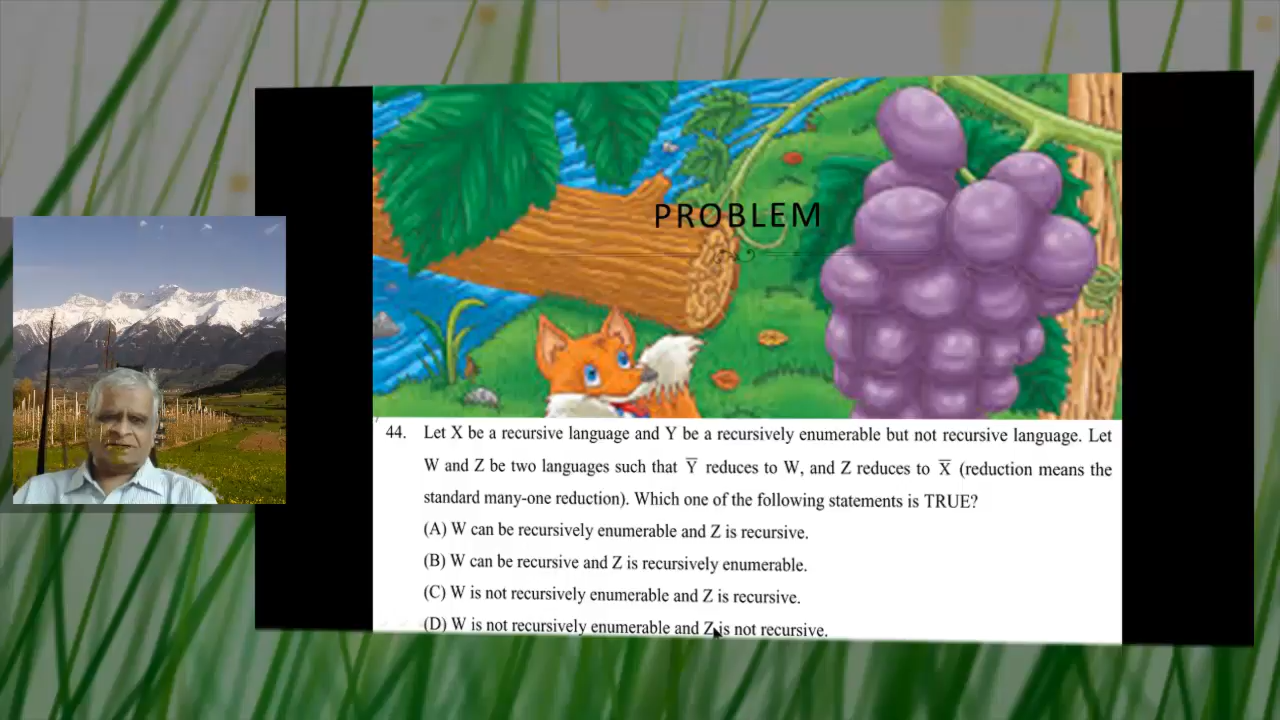 PROBLEM
44. Let X be a recursive language and Y be a recursively enumerable but not recursive language. Let
W and Z be two languages such that Y̅ reduces to W, and Z reduces to X̅ (reduction means the
standard many-one reduction). Which one of the following statements is TRUE?
(A) W can be recursively enumerable and Z is recursive.
(B) W can be recursive and Z is recursively enumerable.
(C) W is not recursively enumerable and Z is recursive.
(D) W is not recursively enumerable and Z is not recursive.